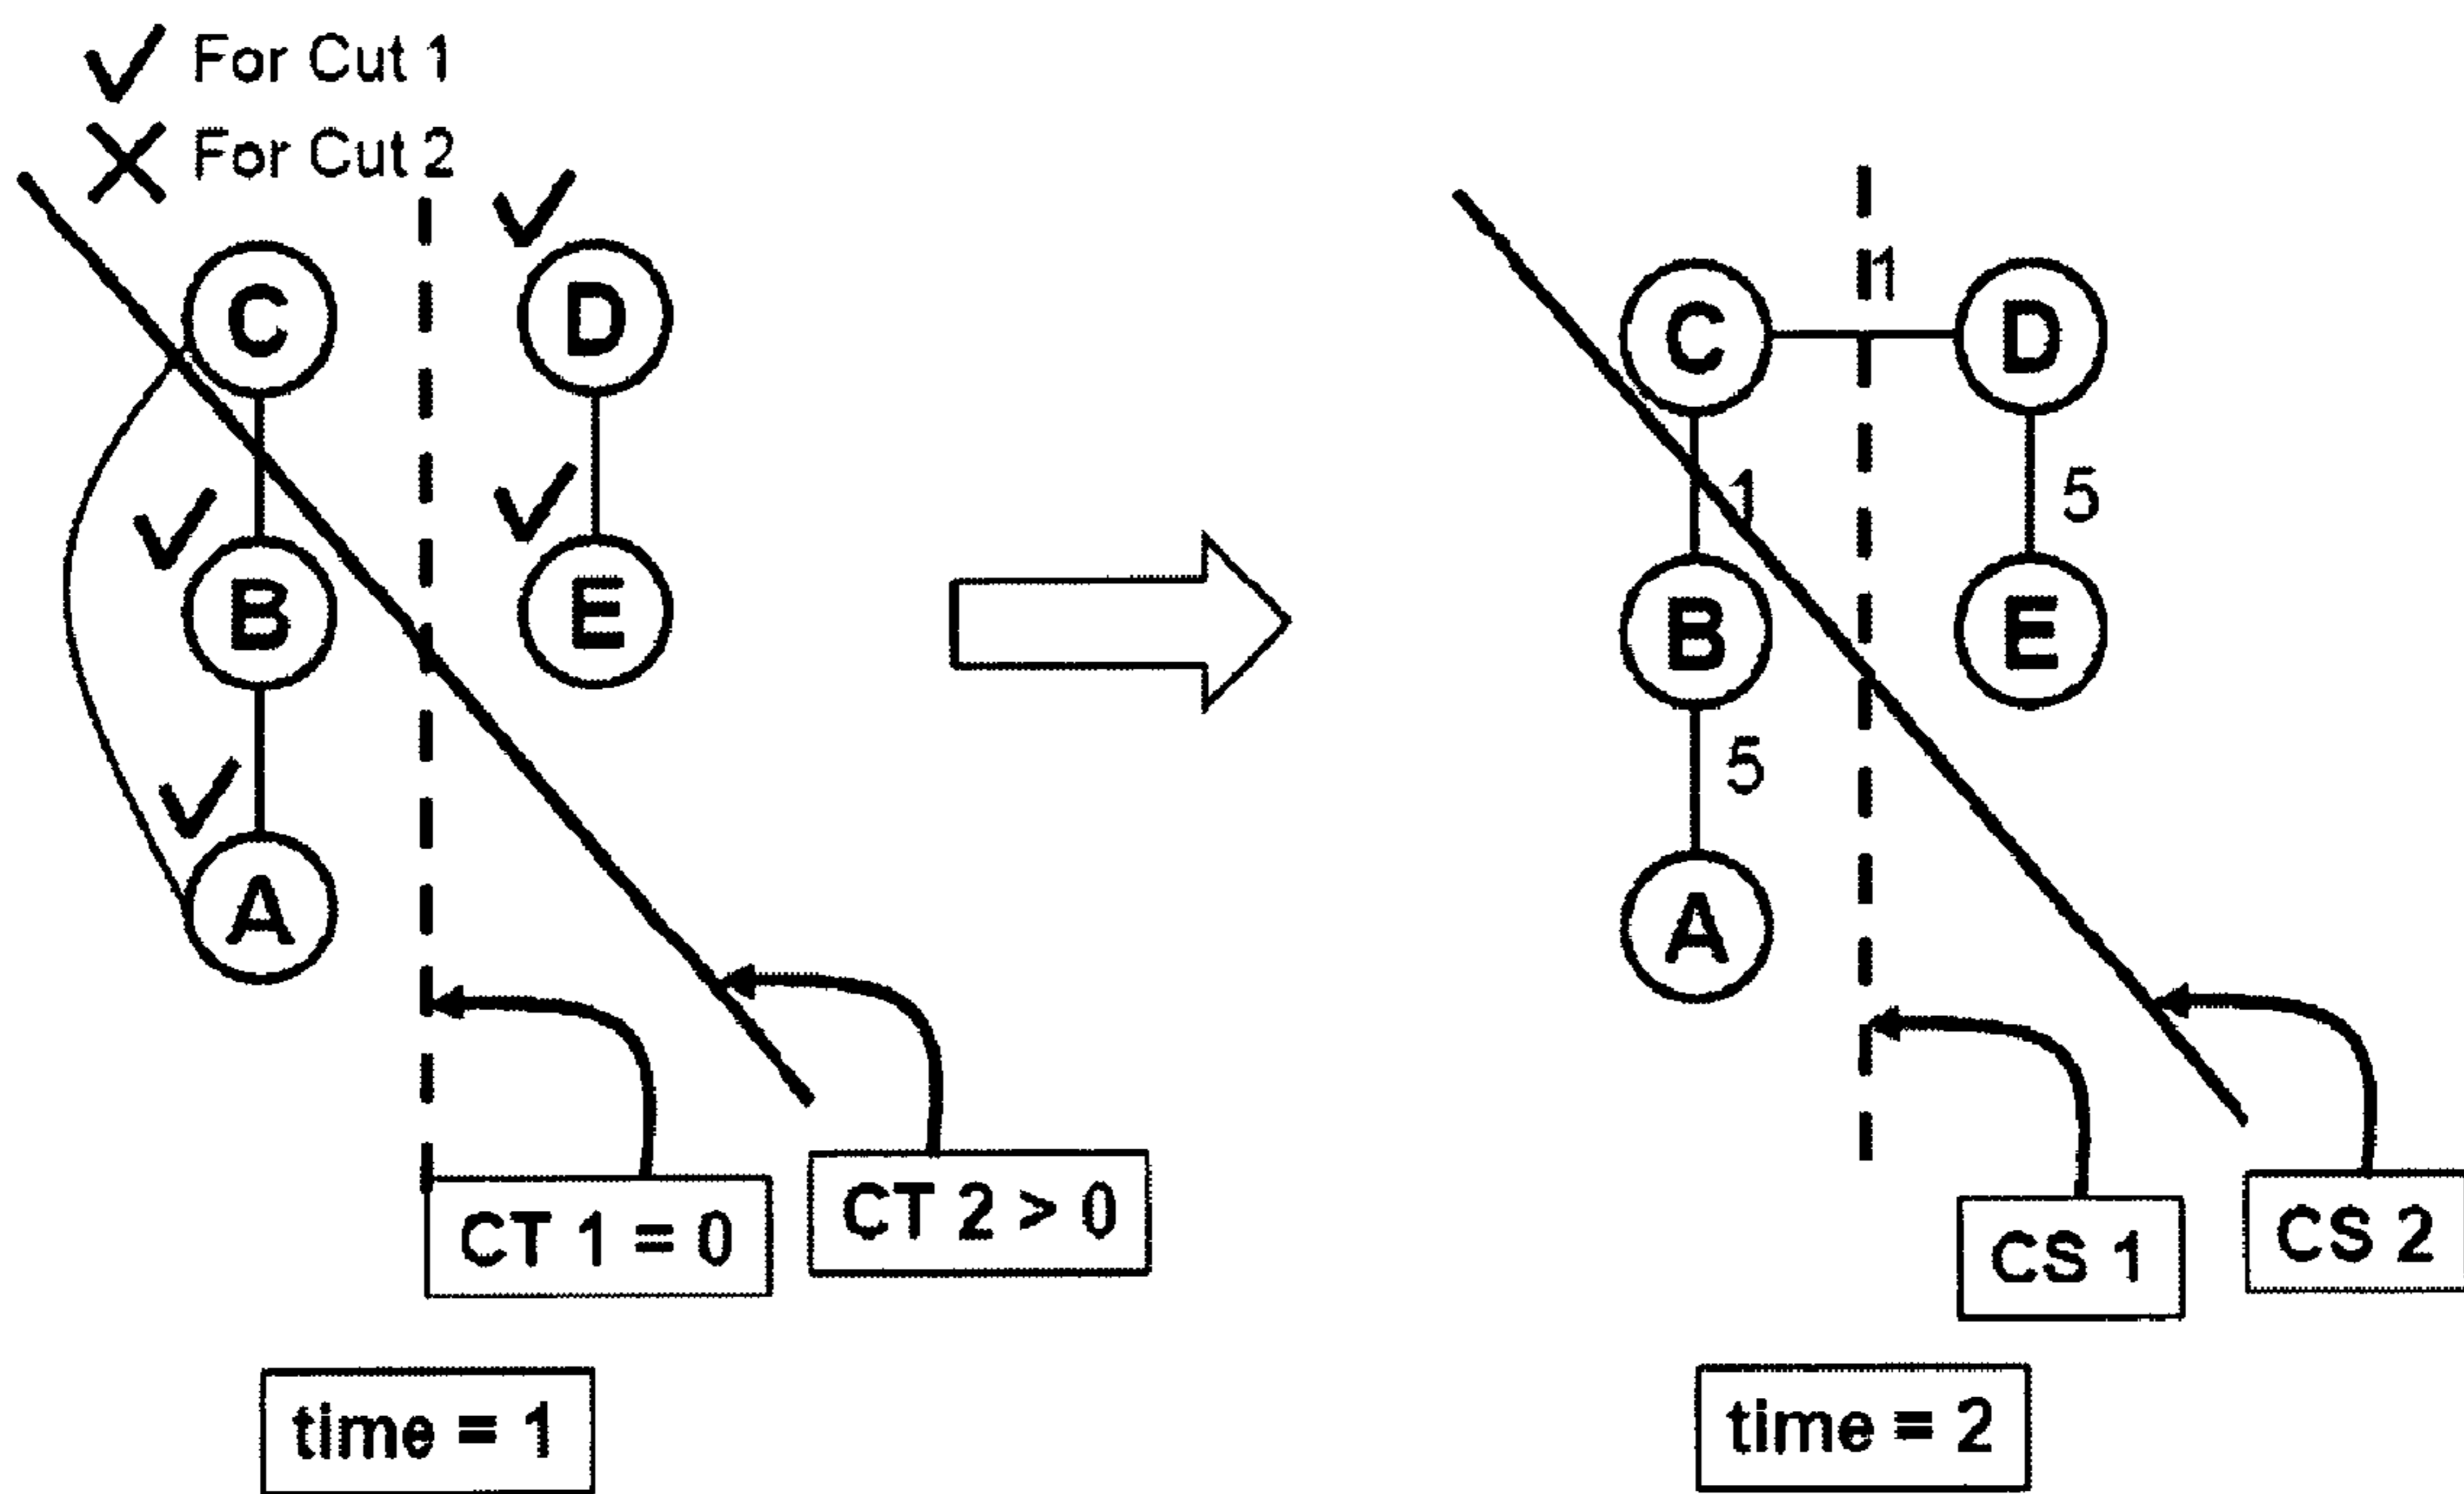 For Cut 1
For Cut 2
C
D
B
E
A
CT 1 = 0
CT 2 > 0
time = 1
1
C
D
1
5
B
E
5
A
CS 1
CS 2
time = 2